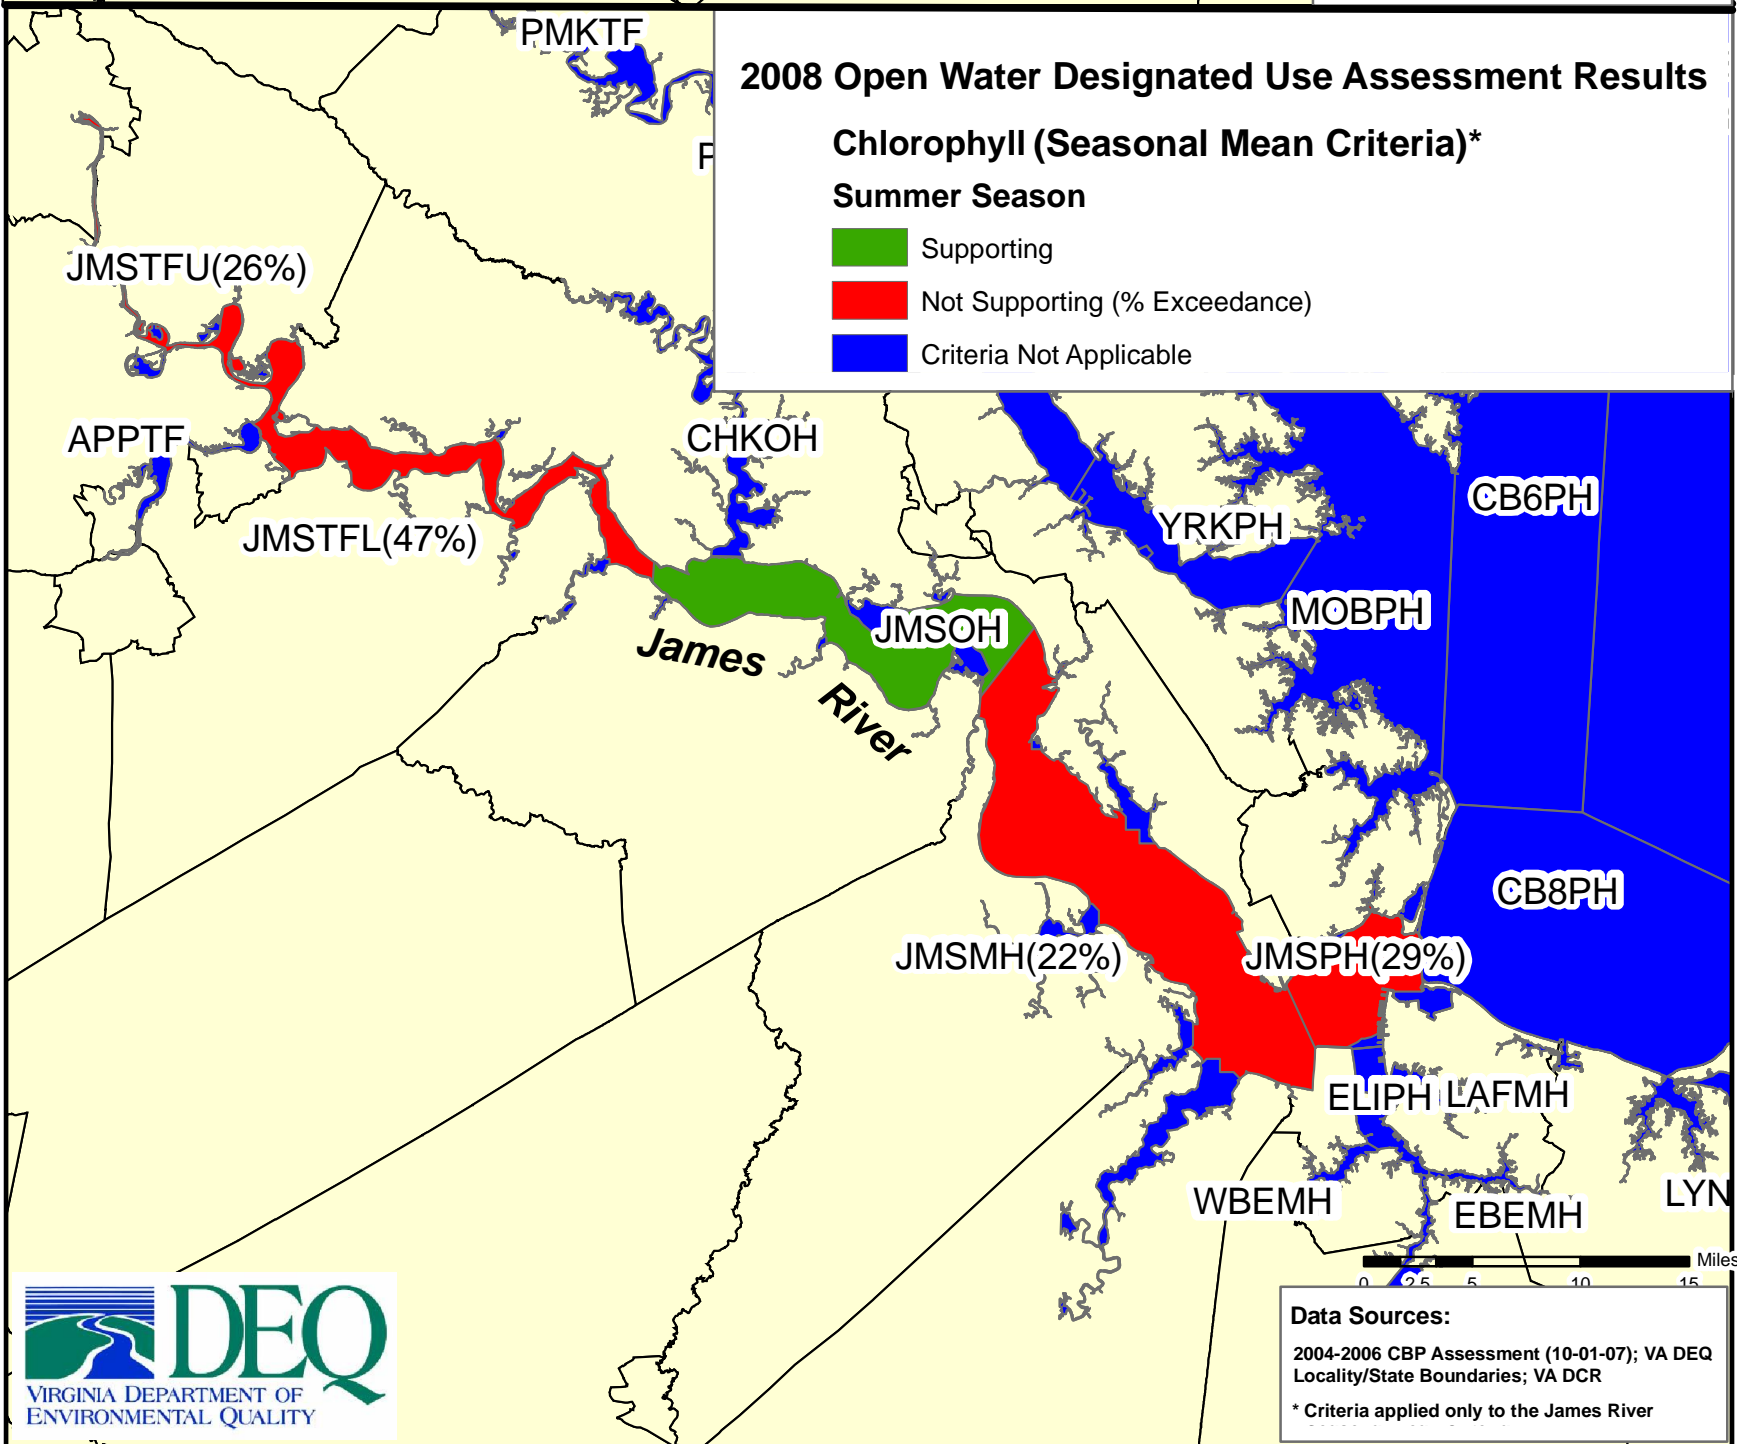 PMKTF
2008 Open Water Designated Use Assessment Results
Chlorophyll (Seasonal Mean Criteria)*
Summer Season
Supporting
Not Supporting (% Exceedance)
Criteria Not Applicable
JMSTFU(26%)
APPTF
CHKOH
JMSTFL(47%)
YRKPH
CB6PH
MOBPH
JMSOH
James
River
CB8PH
JMSMH(22%)
JMSPH(29%)
ELIPH
LAFMH
WBEMH
EBEMH
LYN
Miles
0 2.5 5 10 15
DEQ
VIRGINIA DEPARTMENT OF
ENVIRONMENTAL QUALITY
Data Sources:
2004-2006 CBP Assessment (10-01-07); VA DEQ
Locality/State Boundaries; VA DCR
* Criteria applied only to the James River